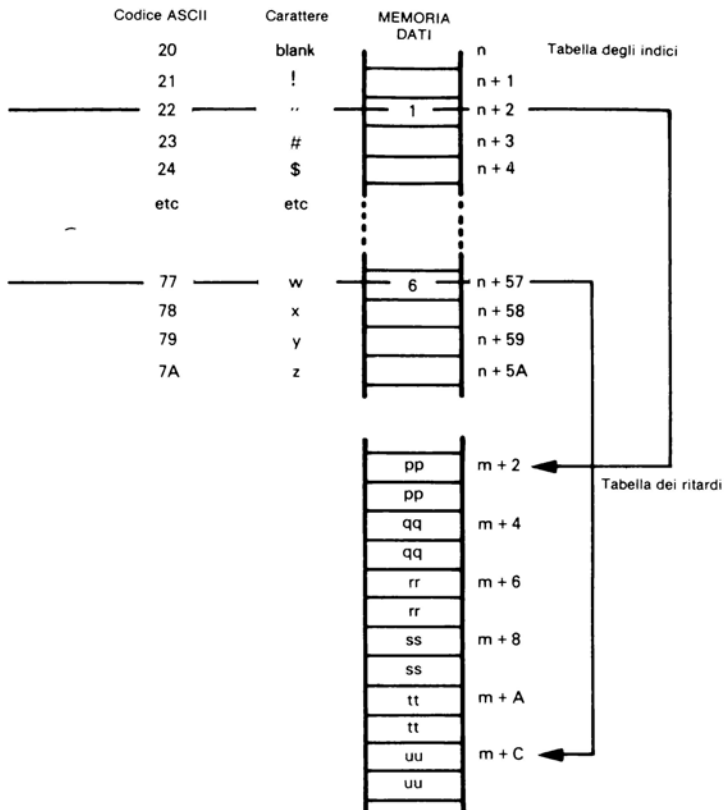 Codice ASCII Carattere MEMORIA DATI
20 blank n Tabella degli indici
21 ! n + 1
22 '' 1 n + 2
23 # n + 3
24 $ n + 4
etc etc
77 w 6 n + 57
78 x n + 58
79 y n + 59
7A z n + 5A
pp m + 2
Tabella dei ritardi
pp
qq m + 4
qq
rr m + 6
rr
ss m + 8
ss
tt m + A
tt
uu m + C
uu